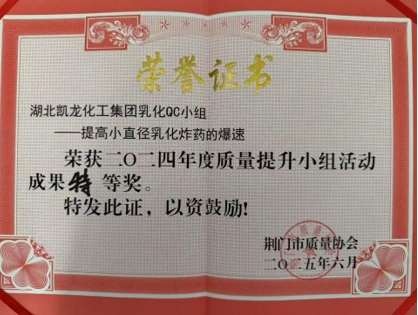 荣誉证书
湖北凯龙化工集团乳化QC小组
——提高小直径乳化炸药的爆速
荣获二〇二四年度质量提升小组活动
成果特等奖。
特发此证，以资鼓励！
荆门市质量协会
二〇二五年六月